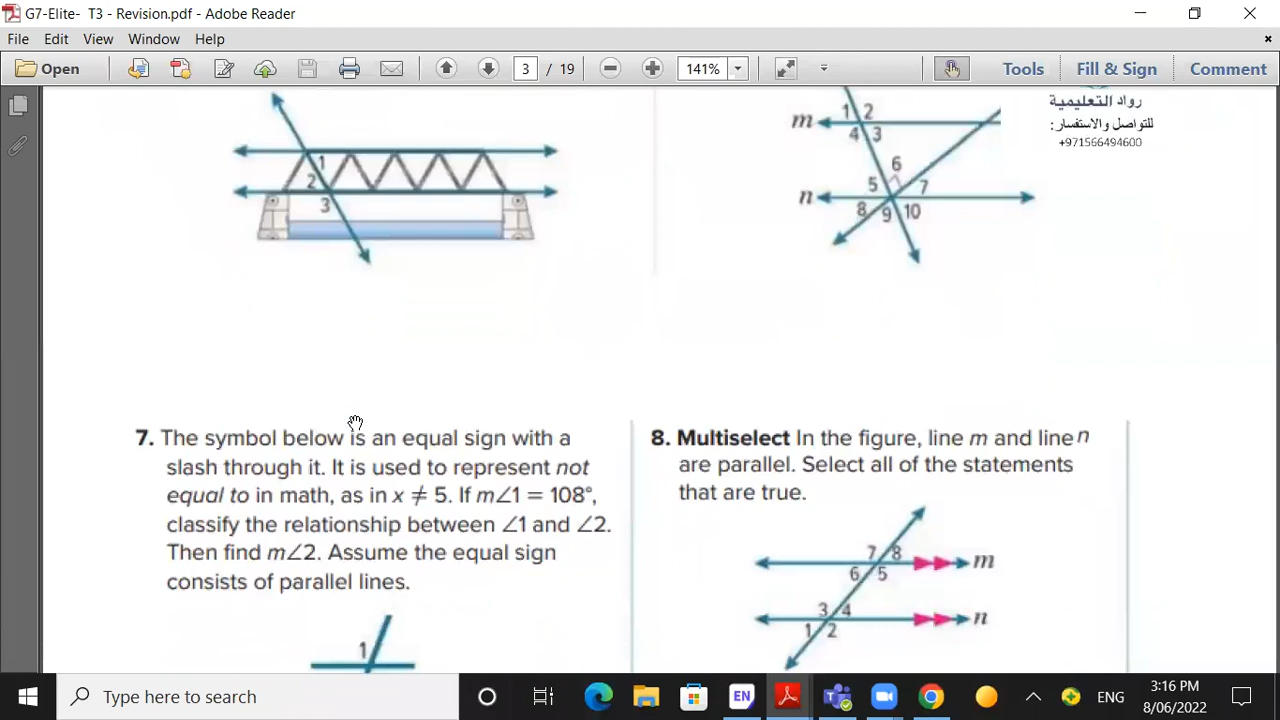 G7-Elite- T3 - Revision.pdf - Adobe Reader
File Edit View Window Help
Open 3 / 19 141% Tools Fill & Sign Comment
رواد التعليمية
للتواصل والاستفسار:
+971566494600
1
2
3
m 1 2
4 3
6
n 5 7
8 9 10
7. The symbol below is an equal sign with a
slash through it. It is used to represent not
equal to in math, as in x ≠ 5. If m∠1 = 108°,
classify the relationship between ∠1 and ∠2.
Then find m∠2. Assume the equal sign
consists of parallel lines.
1
8. Multiselect In the figure, line m and line n
are parallel. Select all of the statements
that are true.
7 8
6 5 m
3 4
1 2 n
Type here to search
EN
ENG
3:16 PM
8/06/2022